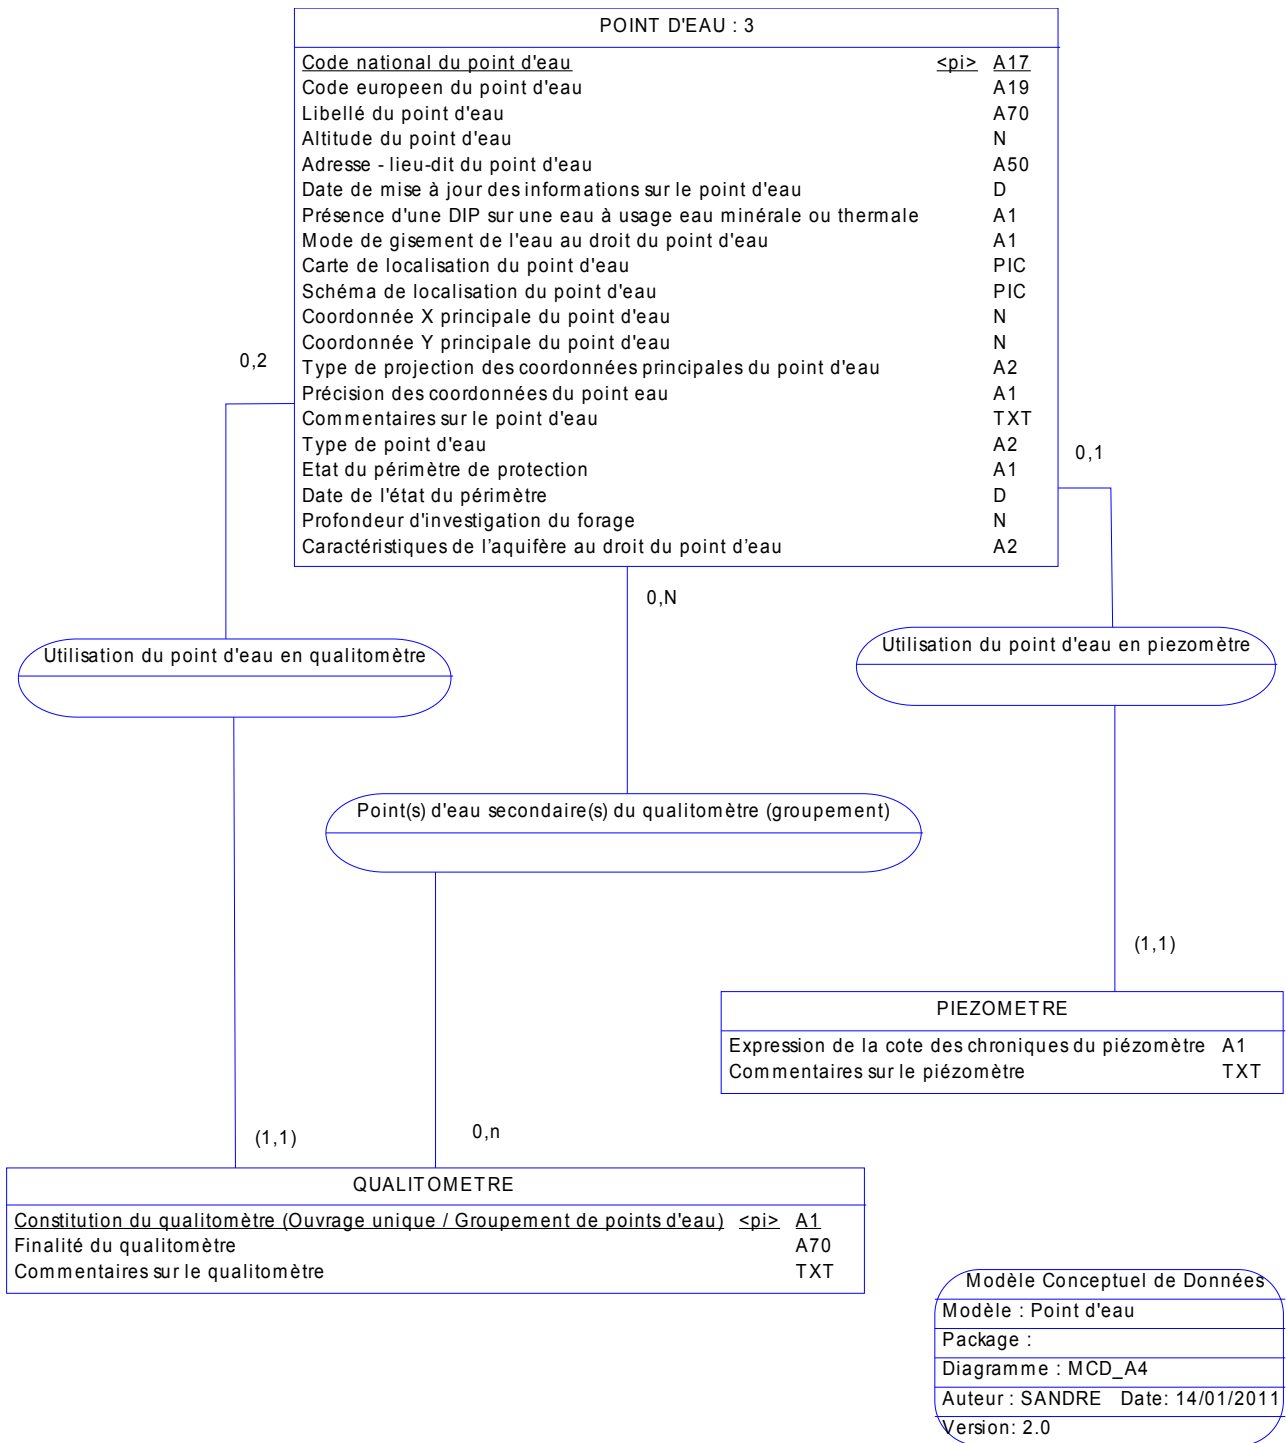 POINT D'EAU : 3
Code national du point d'eau <pi> A17
Code europeen du point d'eau A19
Libellé du point d'eau A70
Altitude du point d'eau N
Adresse - lieu-dit du point d'eau A50
Date de mise à jour des informations sur le point d'eau D
Présence d'une DIP sur une eau à usage eau minérale ou thermale A1
Mode de gisement de l'eau au droit du point d'eau A1
Carte de localisation du point d'eau PIC
Schéma de localisation du point d'eau PIC
Coordonnée X principale du point d'eau N
Coordonnée Y principale du point d'eau N
Type de projection des coordonnées principales du point d'eau A2
Précision des coordonnées du point eau A1
Commentaires sur le point d'eau TXT
Type de point d'eau A2
Etat du périmètre de protection A1
Date de l'état du périmètre D
Profondeur d'investigation du forage N
Caractéristiques de l’aquifère au droit du point d’eau A2
0,2
0,1
0,N
Utilisation du point d'eau en qualitomètre
Utilisation du point d'eau en piezomètre
Point(s) d'eau secondaire(s) du qualitomètre (groupement)
(1,1)
PIEZOMETRE
Expression de la cote des chroniques du piézomètre A1
Commentaires sur le piézomètre TXT
(1,1)
0,n
QUALITOMETRE
Constitution du qualitomètre (Ouvrage unique / Groupement de points d'eau) <pi> A1
Finalité du qualitomètre A70
Commentaires sur le qualitomètre TXT
Modèle Conceptuel de Données
Modèle : Point d'eau
Package :
Diagramme : MCD_A4
Auteur : SANDRE Date: 14/01/2011
Version: 2.0